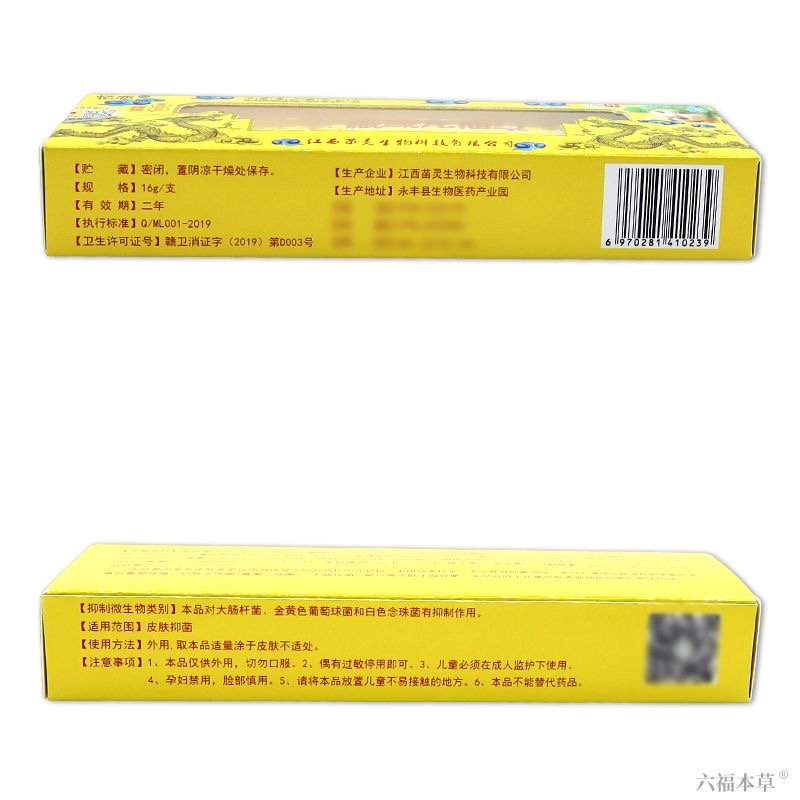 江西苗灵生物科技有限公司
【贮 藏】密闭，置阴凉干燥处保存。
【规 格】16g/支
【有 效 期】二年
【执行标准】Q/ML001-2019
【卫生许可证号】赣卫消证字（2019）第D003号
【生产企业】江西苗灵生物科技有限公司
【生产地址】永丰县生物医药产业园
6 970281 410239
【抑制微生物类别】本品对大肠杆菌、金黄色葡萄球菌和白色念珠菌有抑制作用。
【适用范围】皮肤抑菌
【使用方法】外用,取本品适量涂于皮肤不适处。
【注意事项】1、本品仅供外用，切勿口服。2、偶有过敏停用即可。3、儿童必须在成人监护下使用。
4、孕妇禁用，脸部慎用。5、请将本品放置儿童不易接触的地方。6、本品不能替代药品。
六福本草®